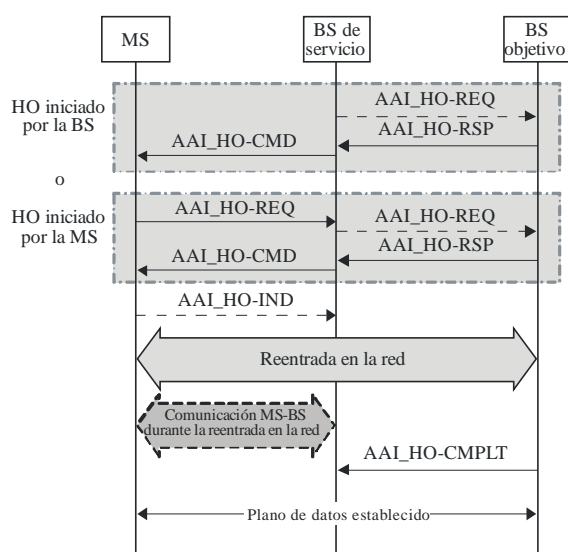 MS
BS de
servicio
BS
objetivo
HO iniciado
por la BS
AAI_HO-REQ
AAI_HO-RSP
AAI_HO-CMD
o
HO iniciado
por la MS
AAI_HO-REQ
AAI_HO-REQ
AAI_HO-RSP
AAI_HO-CMD
AAI_HO-IND
Reentrada en la red
Comunicación MS-BS
durante la reentrada en la red
AAI_HO-CMPLT
Plano de datos establecido